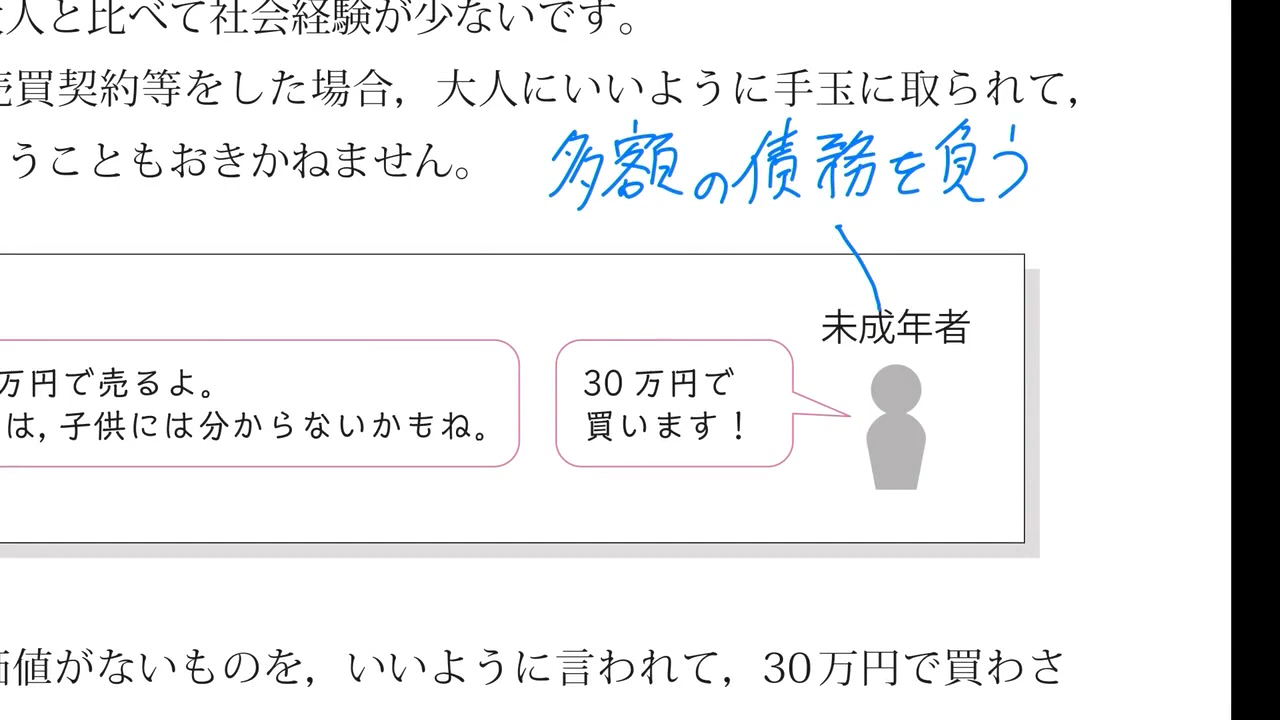 人と比べて社会経験が少ないです。
売買契約等をした場合，大人にいいように手玉に取られて，
うこともおきかねません。
多額の債務を負う
未成年者
万円で売るよ。
は，子供には分からないかもね。
30 万円で
買います！
価値がないものを，いいように言われて，30万円で買わさ